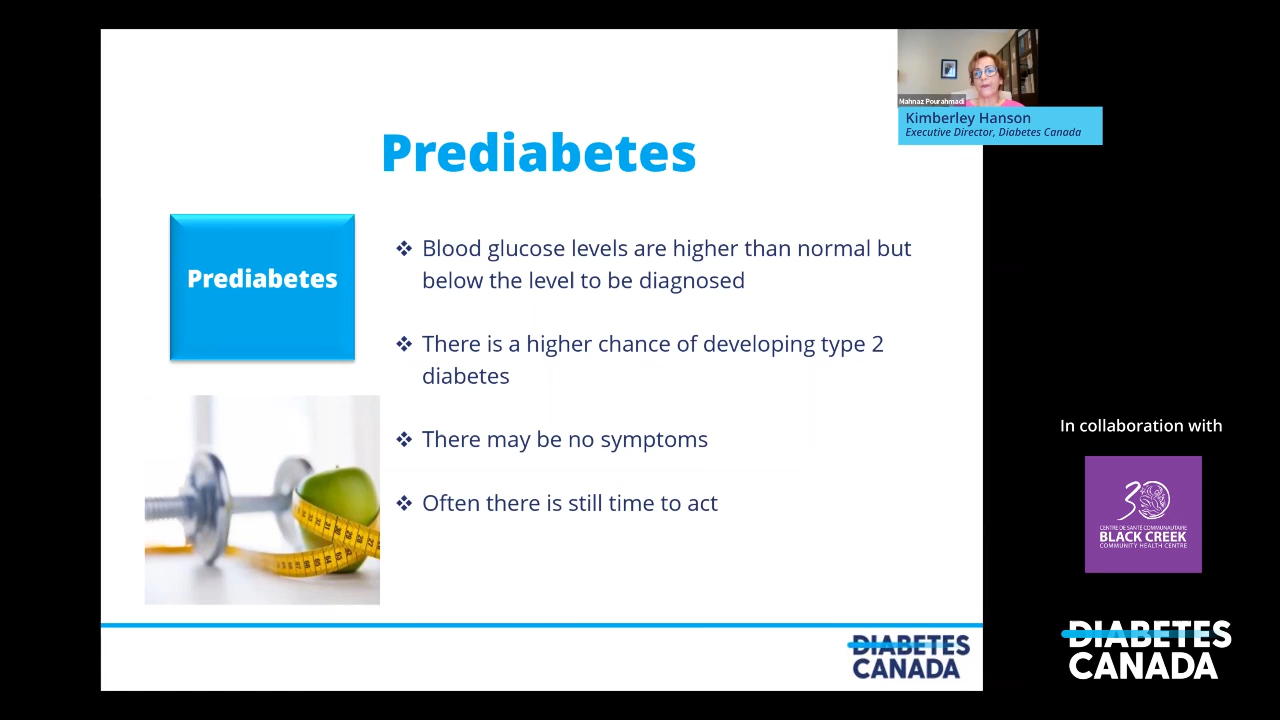 Mahnaz Pourahmadi
Kimberley Hanson
Executive Director, Diabetes Canada
Prediabetes
Prediabetes
❖ Blood glucose levels are higher than normal but
below the level to be diagnosed
❖ There is a higher chance of developing type 2
diabetes
❖ There may be no symptoms
❖ Often there is still time to act
DIABETES
CANADA
In collaboration with
30
CENTRE DE SANTÉ COMMUNAUTAIRE
BLACK CREEK
COMMUNITY HEALTH CENTRE
DIABETES
CANADA